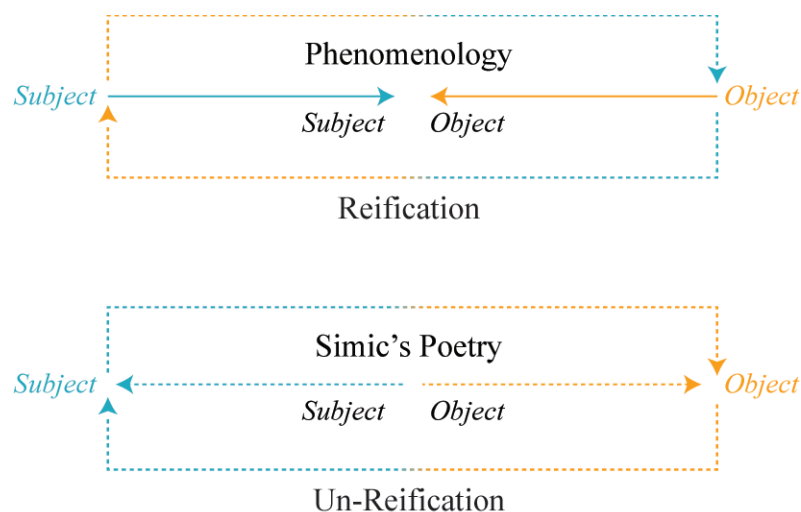 Phenomenology
Subject Object
Subject Object
Reification
Simic's Poetry
Subject Object
Subject Object
Un-Reification